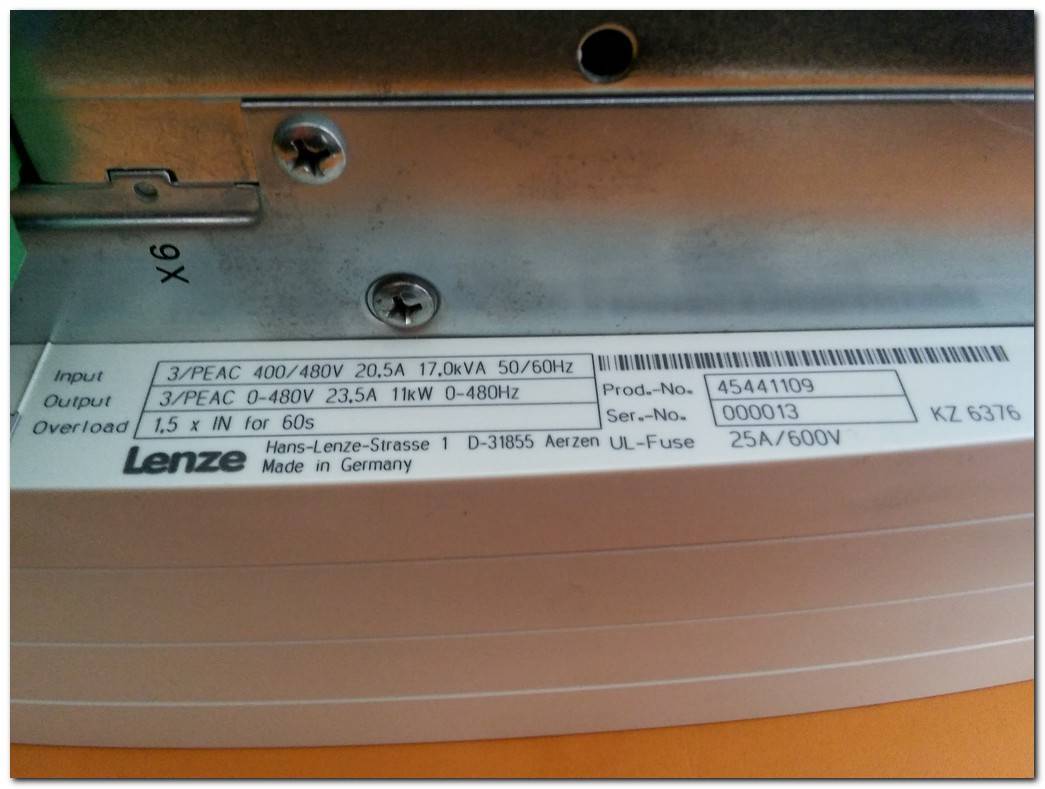 X6
Input 3/PEAC 400/480V 20,5A 17,0kVA 50/60Hz
Output 3/PEAC 0-480V 23,5A 11kW 0-480Hz
Overload 1,5 x IN for 60s
Prod.-No. 45441109
Ser.-No. 000013
KZ 6376
Lenze
Hans-Lenze-Strasse 1 D-31855 Aerzen
Made in Germany
UL-Fuse 25A/600V